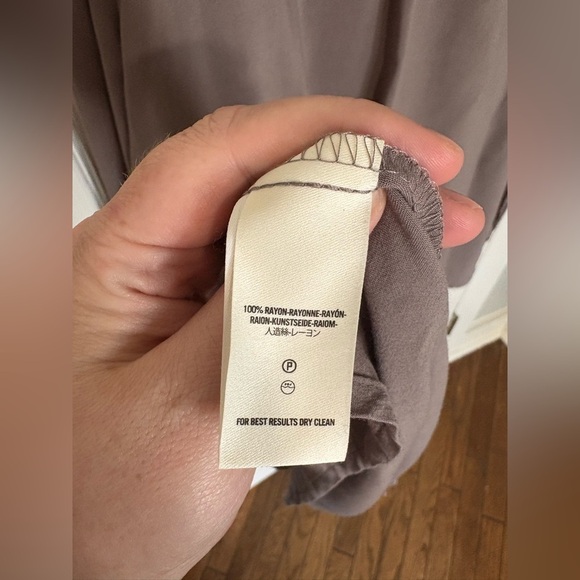 100% RAYON-RAYONNE-RAYÓN-
RAION-KUNSTSEIDE-RAIOM-
人造絲-レーヨン
P
FOR BEST RESULTS DRY CLEAN